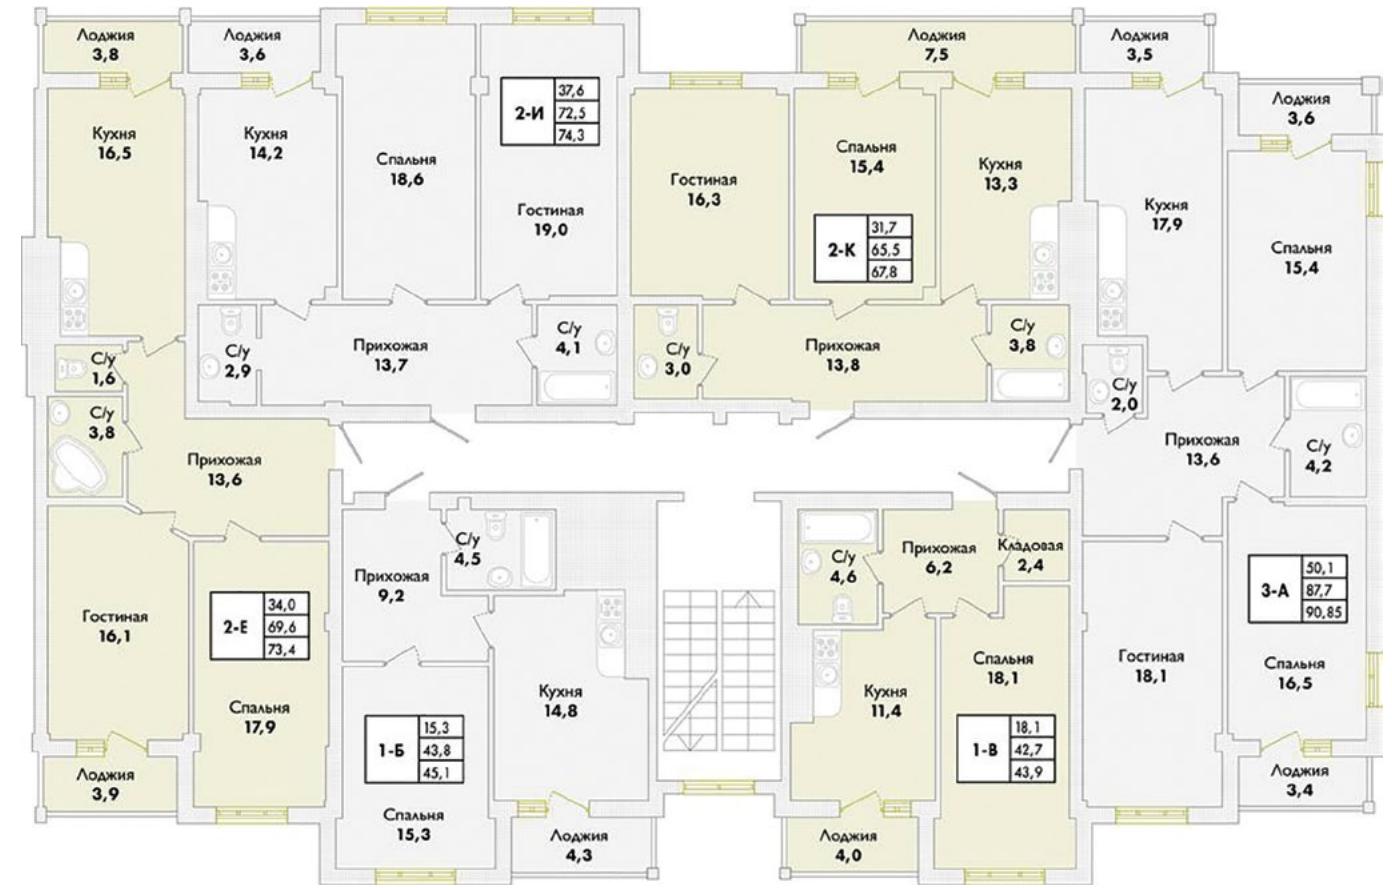 Лоджия
3,8
Лоджия
3,6
Лоджия
7,5
Лоджия
3,5
Лоджия
3,6
Кухня
16,5
Кухня
14,2
Спальня
18,6
2-И
37,6
72,5
74,3
Гостиная
19,0
Гостиная
16,3
Спальня
15,4
2-К
31,7
65,5
67,8
Кухня
13,3
Кухня
17,9
Спальня
15,4
С/у
1,6
С/у
3,8
С/у
2,9
Прихожая
13,7
С/у
4,1
С/у
3,0
Прихожая
13,8
С/у
3,8
С/у
2,0
Прихожая
13,6
С/у
4,2
Прихожая
13,6
Гостиная
16,1
2-Е
34,0
69,6
73,4
Спальня
17,9
Лоджия
3,9
Прихожая
9,2
С/у
4,5
1-Б
15,3
43,8
45,1
Спальня
15,3
Кухня
14,8
Лоджия
4,3
С/у
4,6
Прихожая
6,2
Кладовая
2,4
Кухня
11,4
Спальня
18,1
1-В
18,1
42,7
43,9
Лоджия
4,0
Гостиная
18,1
3-А
50,1
87,7
90,85
Спальня
16,5
Лоджия
3,4